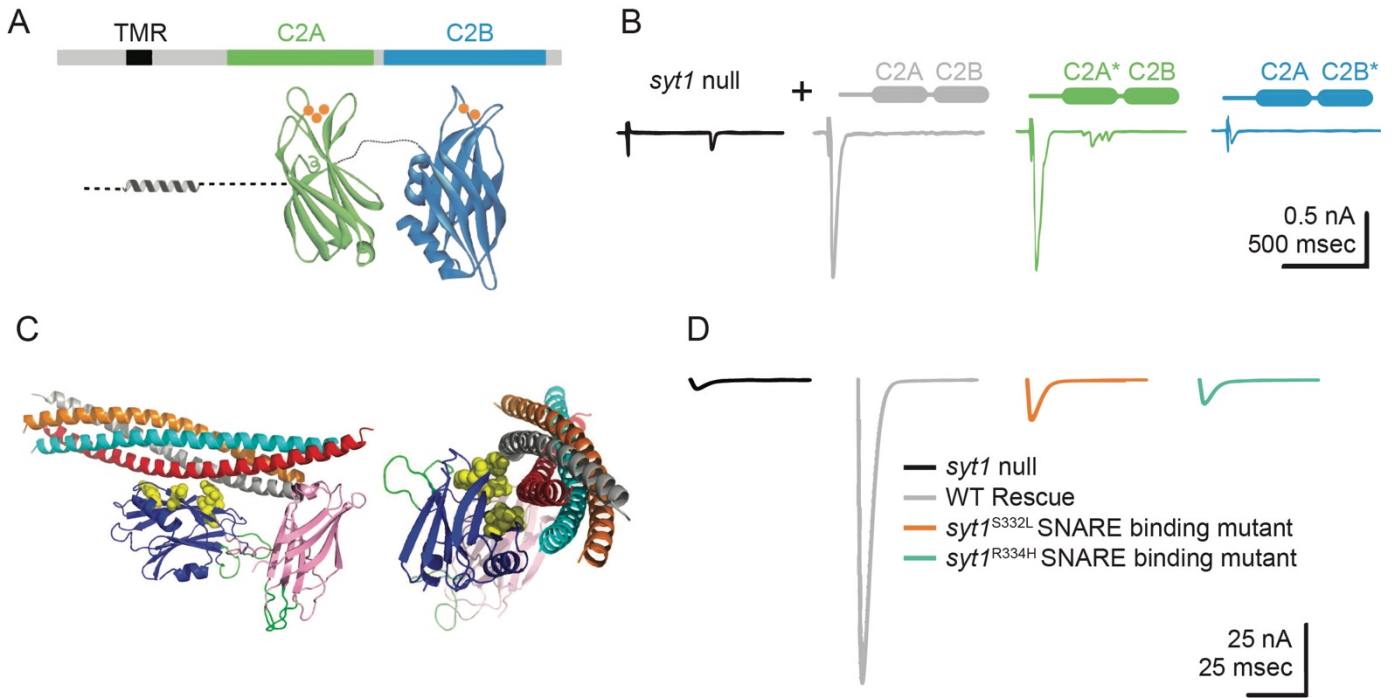 A
TMR
C2A
C2B
B
syt1 null
+
C2A C2B
C2A* C2B
C2A C2B*
0.5 nA
500 msec
C
D
syt1 null
WT Rescue
syt1S332L SNARE binding mutant
syt1R334H SNARE binding mutant
25 nA
25 msec